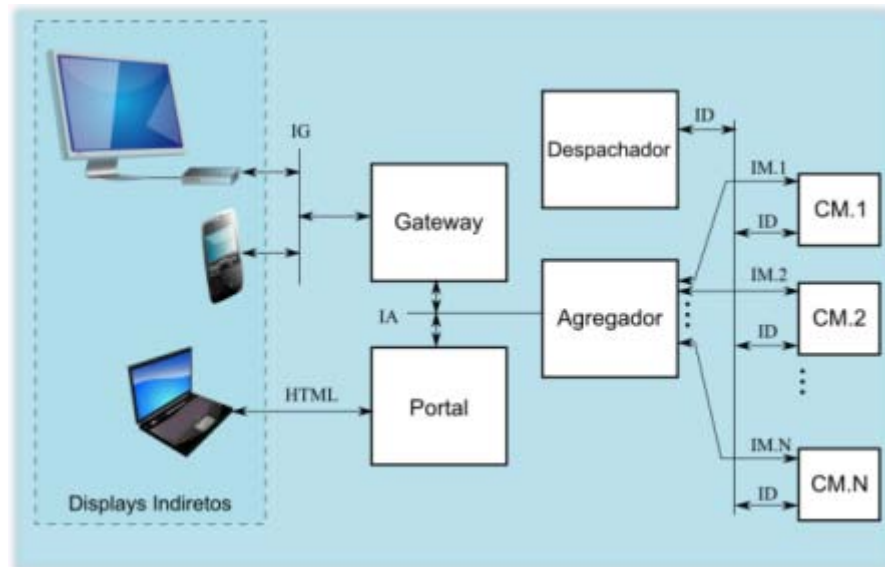 IG
Gateway
IA
HTML
Portal
Displays Indiretos
Despachador
ID
Agregador
IM.1
CM.1
ID
IM.2
CM.2
ID
IM.N
CM.N
ID